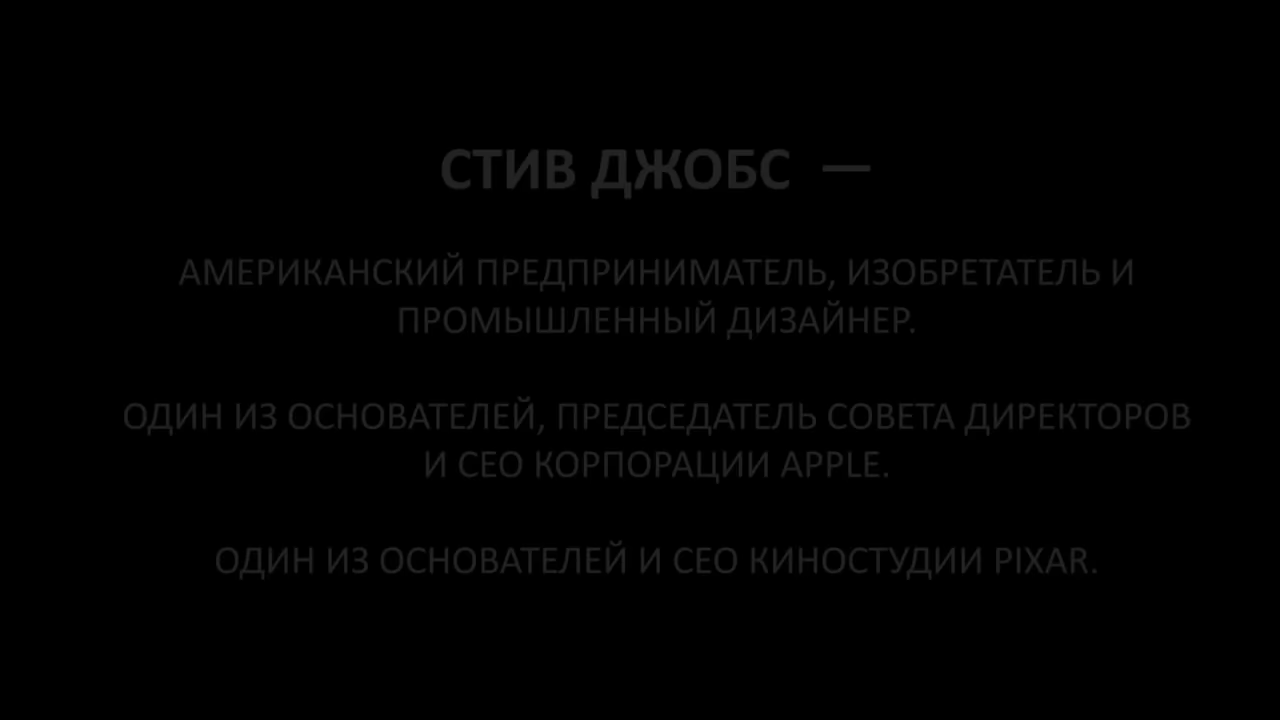 СТИВ ДЖОБС —
АМЕРИКАНСКИЙ ПРЕДПРИНИМАТЕЛЬ, ИЗОБРЕТАТЕЛЬ И
ПРОМЫШЛЕННЫЙ ДИЗАЙНЕР.
ОДИН ИЗ ОСНОВАТЕЛЕЙ, ПРЕДСЕДАТЕЛЬ СОВЕТА ДИРЕКТОРОВ
И CEO КОРПОРАЦИИ APPLE.
ОДИН ИЗ ОСНОВАТЕЛЕЙ И CEO КИНОСТУДИИ PIXAR.